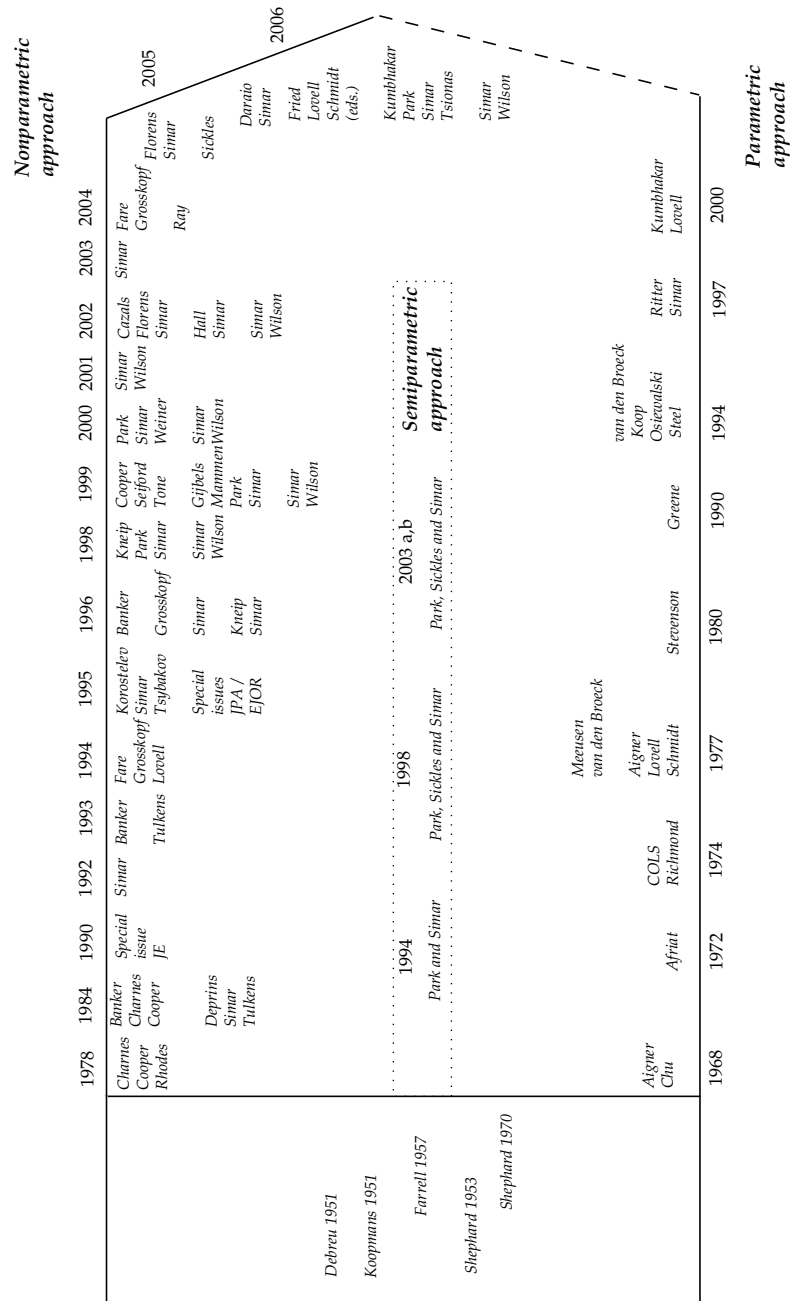 Nonparametric
approach
1978
1984
1990
1992
1993
1994
1995
1996
1998
1999
2000
2001
2002
2003
2004
2005
2006
Charnes
Cooper
Rhodes
Banker
Charnes
Cooper
Deprins
Simar
Tulkens
Special
issue
JE
Simar
Banker
Tulkens
Fare
Grosskopf
Lovell
Korostelev
Simar
Tsybakov
Special
issues
JPA /
EJOR
Banker
Grosskopf
Simar
Kneip
Simar
Kneip
Park
Simar
Simar
Wilson
Cooper
Seiford
Tone
Gijbels
Mammen
Park
Simar
Simar
Wilson
Park
Simar
Weiner
Simar
Wilson
Simar
Wilson
Cazals
Florens
Simar
Hall
Simar
Simar
Wilson
Simar
Fare
Grosskopf
Ray
Florens
Simar
Sickles
Daraio
Simar
Fried
Lovell
Schmidt
(eds.)
Kumbhakar
Park
Simar
Tsionas
Simar
Wilson
Debreu 1951
Koopmans 1951
Farrell 1957
Shephard 1953
Shephard 1970
1994
Park and Simar
1998
Park, Sickles and Simar
2003 a,b
Park, Sickles and Simar
Semiparametric
approach
Aigner
Chu
Afriat
COLS
Richmond
Meeusen
van den Broeck
Aigner
Lovell
Schmidt
Stevenson
Greene
van den Broeck
Koop
Osiewalski
Steel
Ritter
Simar
Kumbhakar
Lovell
1968
1972
1974
1977
1980
1990
1994
1997
2000
Parametric
approach